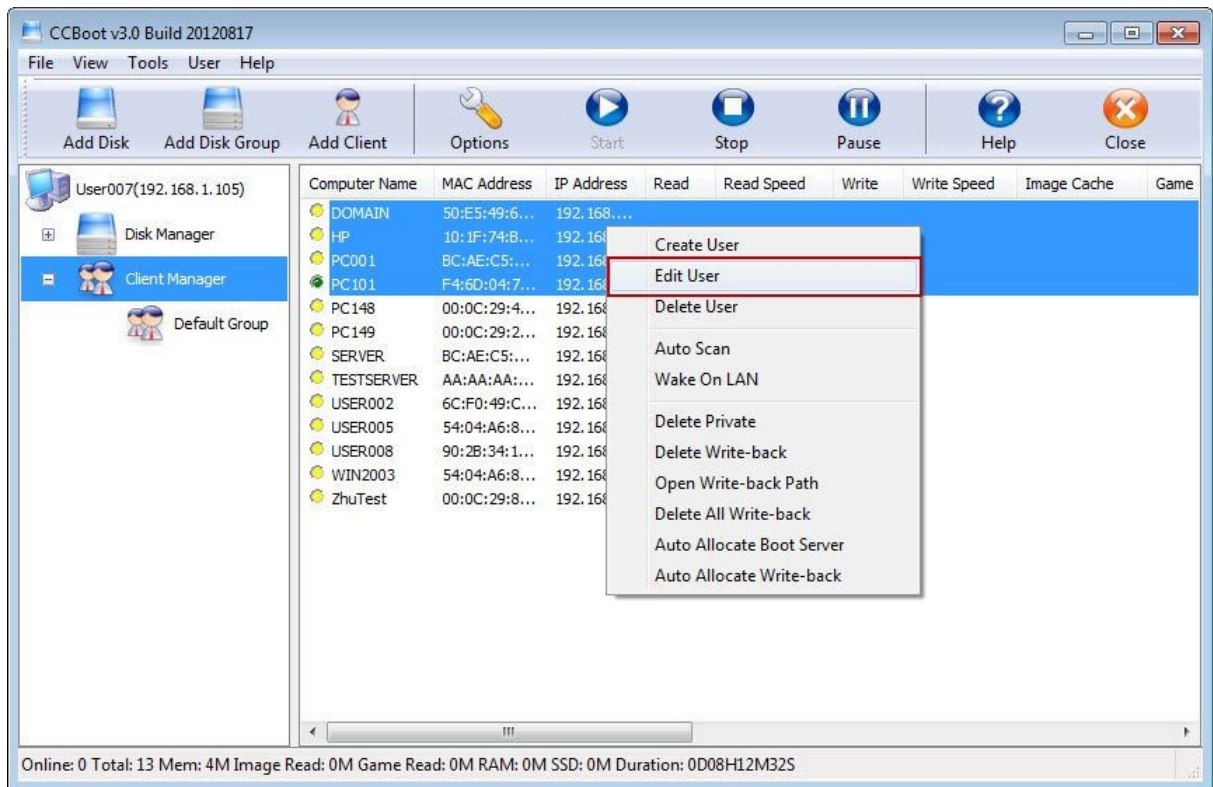 CCBoot v3.0 Build 20120817
File View Tools User Help
Add Disk Add Disk Group Add Client Options Start Stop Pause Help Close
User007(192.168.1.105)
Disk Manager
Client Manager
Default Group
Computer Name MAC Address IP Address Read Read Speed Write Write Speed Image Cache Game
DOMAIN 50:E5:49:6... 192.168....
HP 10:1F:74:B... 192.168
PC001 BC:AE:C5:... 192.168
PC101 F4:6D:04:7... 192.168
PC148 00:0C:29:4... 192.168
PC149 00:0C:29:2... 192.168
SERVER BC:AE:C5:... 192.168
TESTSERVER AA:AA:AA:... 192.168
USER002 6C:F0:49:C... 192.168
USER005 54:04:A6:8... 192.168
USER008 90:2B:34:1... 192.168
WIN2003 54:04:A6:8... 192.168
ZhuTest 00:0C:29:8... 192.168
Create User
Edit User
Delete User
Auto Scan
Wake On LAN
Delete Private
Delete Write-back
Open Write-back Path
Delete All Write-back
Auto Allocate Boot Server
Auto Allocate Write-back
Online: 0 Total: 13 Mem: 4M Image Read: 0M Game Read: 0M RAM: 0M SSD: 0M Duration: 0D08H12M32S